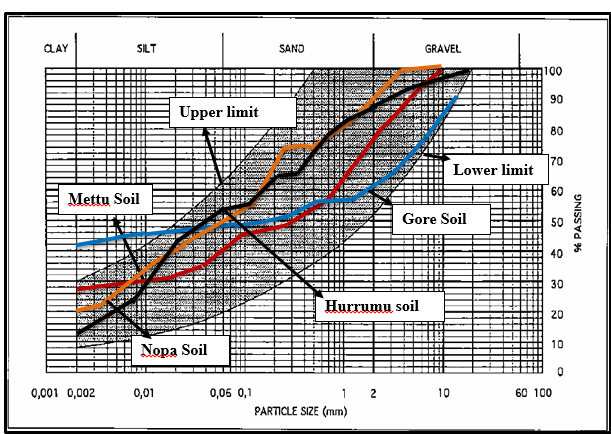 CLAY SILT SAND GRAVEL
100
90
80
70
60
50
40
30
20
10
0
% PASSING
Upper limit
Lower limit
Mettu Soil
Gore Soil
Hurrumu soil
Nopa Soil
0,001 0,002 0,01 0,06 0,1 1 2 10 60 100
PARTICLE SIZE (mm)